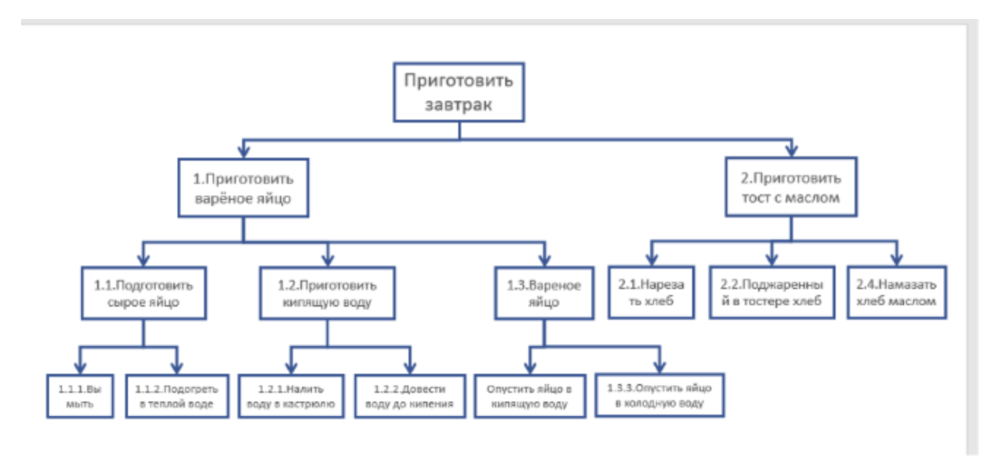 Приготовить
завтрак
1.Приготовить
варёное яйцо
2.Приготовить
тост с маслом
1.1.Подготовить
сырое яйцо
1.2.Приготовить
кипящую воду
1.3.Вареное
яйцо
2.1.Нареза
ть хлеб
2.2.Поджаренны
й в тостере хлеб
2.4.Намазать
хлеб маслом
1.1.1.Вы
мыть
1.1.2.Подогреть
в теплой воде
1.2.1.Налить
воду в кастрюлю
1.2.2.Довести
воду до кипения
Опустить яйцо в
кипящую воду
1.3.3.Опустить яйцо
в холодную воду